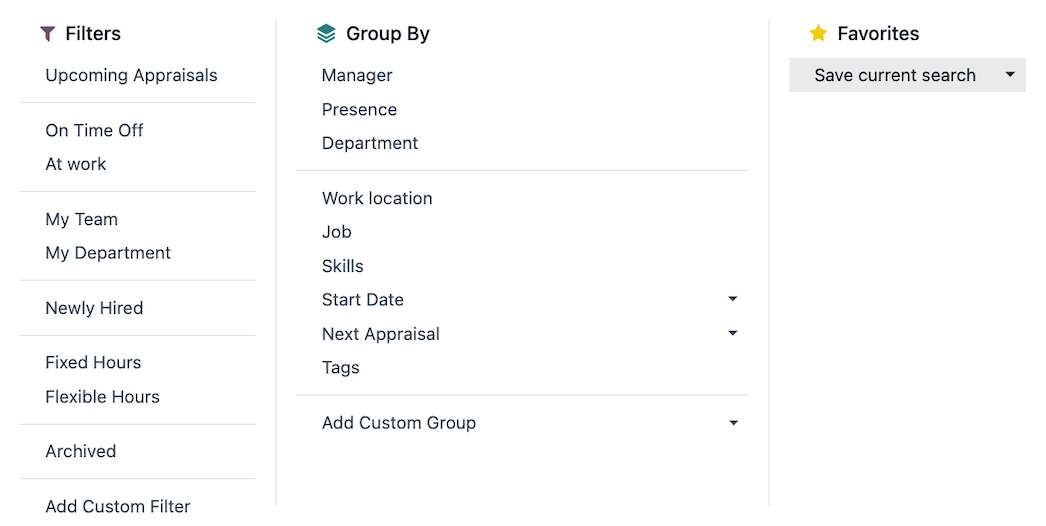 Filters
Upcoming Appraisals
On Time Off
At work
My Team
My Department
Newly Hired
Fixed Hours
Flexible Hours
Archived
Add Custom Filter
Group By
Manager
Presence
Department
Work location
Job
Skills
Start Date
Next Appraisal
Tags
Add Custom Group
Favorites
Save current search